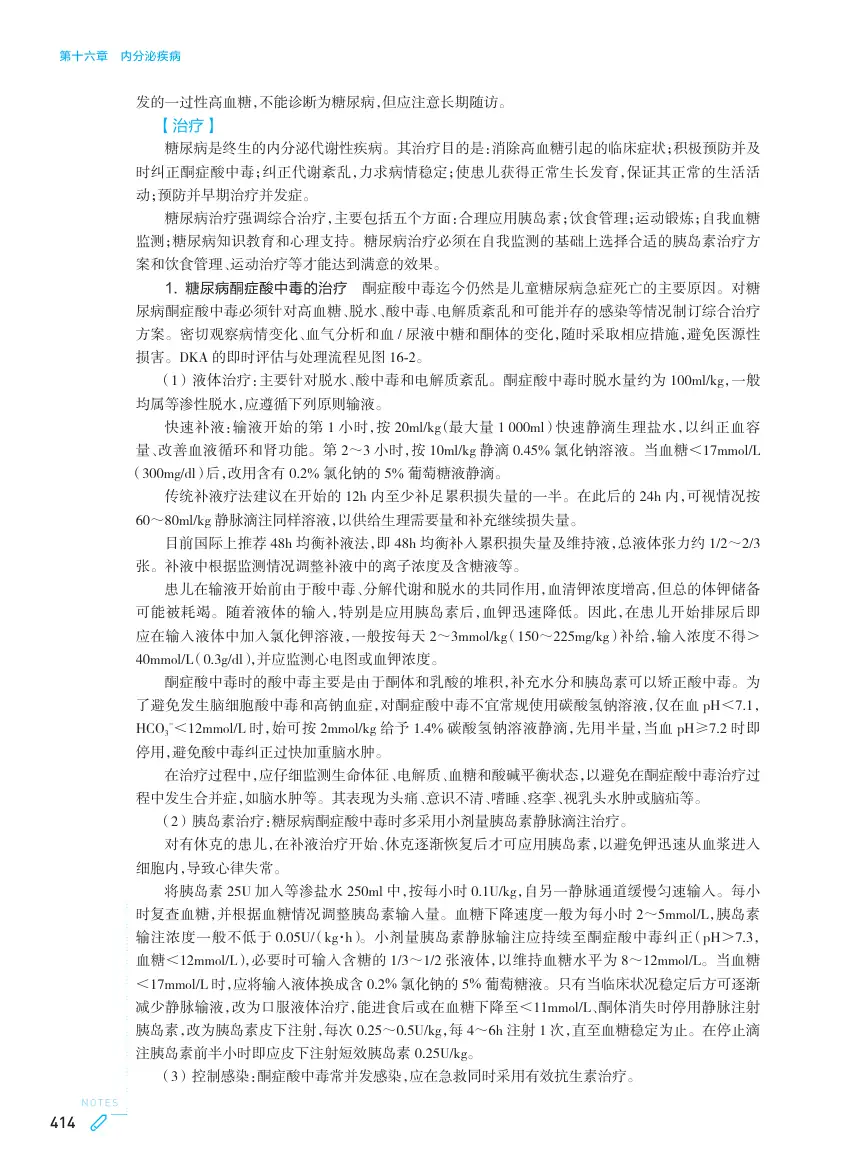 第十六章 内分泌疾病
发的一过性高血糖,不能诊断为糖尿病,但应注意长期随访。
【治疗】
糖尿病是终生的内分泌代谢性疾病。其治疗目的是:消除高血糖引起的临床症状;积极预防并及
时纠正酮症酸中毒;纠正代谢紊乱,力求病情稳定;使患儿获得正常生长发育,保证其正常的生活活
动;预防并早期治疗并发症。
糖尿病治疗强调综合治疗,主要包括五个方面:合理应用胰岛素;饮食管理;运动锻炼;自我血糖
监测;糖尿病知识教育和心理支持。糖尿病治疗必须在自我监测的基础上选择合适的胰岛素治疗方
案和饮食管理、运动治疗等才能达到满意的效果。
1. 糖尿病酮症酸中毒的治疗 酮症酸中毒迄今仍然是儿童糖尿病急症死亡的主要原因。对糖
尿病酮症酸中毒必须针对高血糖、脱水、酸中毒、电解质紊乱和可能并存的感染等情况制订综合治疗
方案。密切观察病情变化、血气分析和血 / 尿液中糖和酮体的变化,随时采取相应措施,避免医源性
损害。DKA 的即时评估与处理流程见图 16-2。
(1)液体治疗:主要针对脱水、酸中毒和电解质紊乱。酮症酸中毒时脱水量约为 100ml/kg,一般
均属等渗性脱水,应遵循下列原则输液。
快速补液:输液开始的第 1 小时,按 20ml/kg(最大量 1 000ml)快速静滴生理盐水,以纠正血容
量、改善血液循环和肾功能。第 2～3 小时,按 10ml/kg 静滴 0.45% 氯化钠溶液。当血糖＜17mmol/L
(300mg/dl)后,改用含有 0.2% 氯化钠的 5% 葡萄糖液静滴。
传统补液疗法建议在开始的 12h 内至少补足累积损失量的一半。在此后的 24h 内,可视情况按
60～80ml/kg 静脉滴注同样溶液,以供给生理需要量和补充继续损失量。
目前国际上推荐 48h 均衡补液法,即 48h 均衡补入累积损失量及维持液,总液体张力约 1/2～2/3
张。补液中根据监测情况调整补液中的离子浓度及含糖液等。
患儿在输液开始前由于酸中毒、分解代谢和脱水的共同作用,血清钾浓度增高,但总的体钾储备
可能被耗竭。随着液体的输入,特别是应用胰岛素后,血钾迅速降低。因此,在患儿开始排尿后即
应在输入液体中加入氯化钾溶液,一般按每天 2～3mmol/kg(150～225mg/kg)补给,输入浓度不得＞
40mmol/L(0.3g/dl),并应监测心电图或血钾浓度。
酮症酸中毒时的酸中毒主要是由于酮体和乳酸的堆积,补充水分和胰岛素可以矫正酸中毒。为
了避免发生脑细胞酸中毒和高钠血症,对酮症酸中毒不宜常规使用碳酸氢钠溶液,仅在血 pH＜7.1,
HCO₃⁻＜12mmol/L 时,始可按 2mmol/kg 给予 1.4% 碳酸氢钠溶液静滴,先用半量,当血 pH≥7.2 时即
停用,避免酸中毒纠正过快加重脑水肿。
在治疗过程中,应仔细监测生命体征、电解质、血糖和酸碱平衡状态,以避免在酮症酸中毒治疗过
程中发生合并症,如脑水肿等。其表现为头痛、意识不清、嗜睡、痉挛、视乳头水肿或脑疝等。
(2)胰岛素治疗:糖尿病酮症酸中毒时多采用小剂量胰岛素静脉滴注治疗。
对有休克的患儿,在补液治疗开始、休克逐渐恢复后才可应用胰岛素,以避免钾迅速从血浆进入
细胞内,导致心律失常。
将胰岛素 25U 加入等渗盐水 250ml 中,按每小时 0.1U/kg,自另一静脉通道缓慢匀速输入。每小
时复查血糖,并根据血糖情况调整胰岛素输入量。血糖下降速度一般为每小时 2～5mmol/L,胰岛素
输注浓度一般不低于 0.05U/(kg·h)。小剂量胰岛素静脉输注应持续至酮症酸中毒纠正(pH＞7.3,
血糖＜12mmol/L),必要时可输入含糖的 1/3～1/2 张液体,以维持血糖水平为 8～12mmol/L。当血糖
＜17mmol/L 时,应将输入液体换成含 0.2% 氯化钠的 5% 葡萄糖液。只有当临床状况稳定后方可逐渐
减少静脉输液,改为口服液体治疗,能进食后或在血糖下降至＜11mmol/L、酮体消失时停用静脉注射
胰岛素,改为胰岛素皮下注射,每次 0.25～0.5U/kg,每 4～6h 注射 1 次,直至血糖稳定为止。在停止滴
注胰岛素前半小时即应皮下注射短效胰岛素 0.25U/kg。
(3)控制感染:酮症酸中毒常并发感染,应在急救同时采用有效抗生素治疗。
NOTES
414